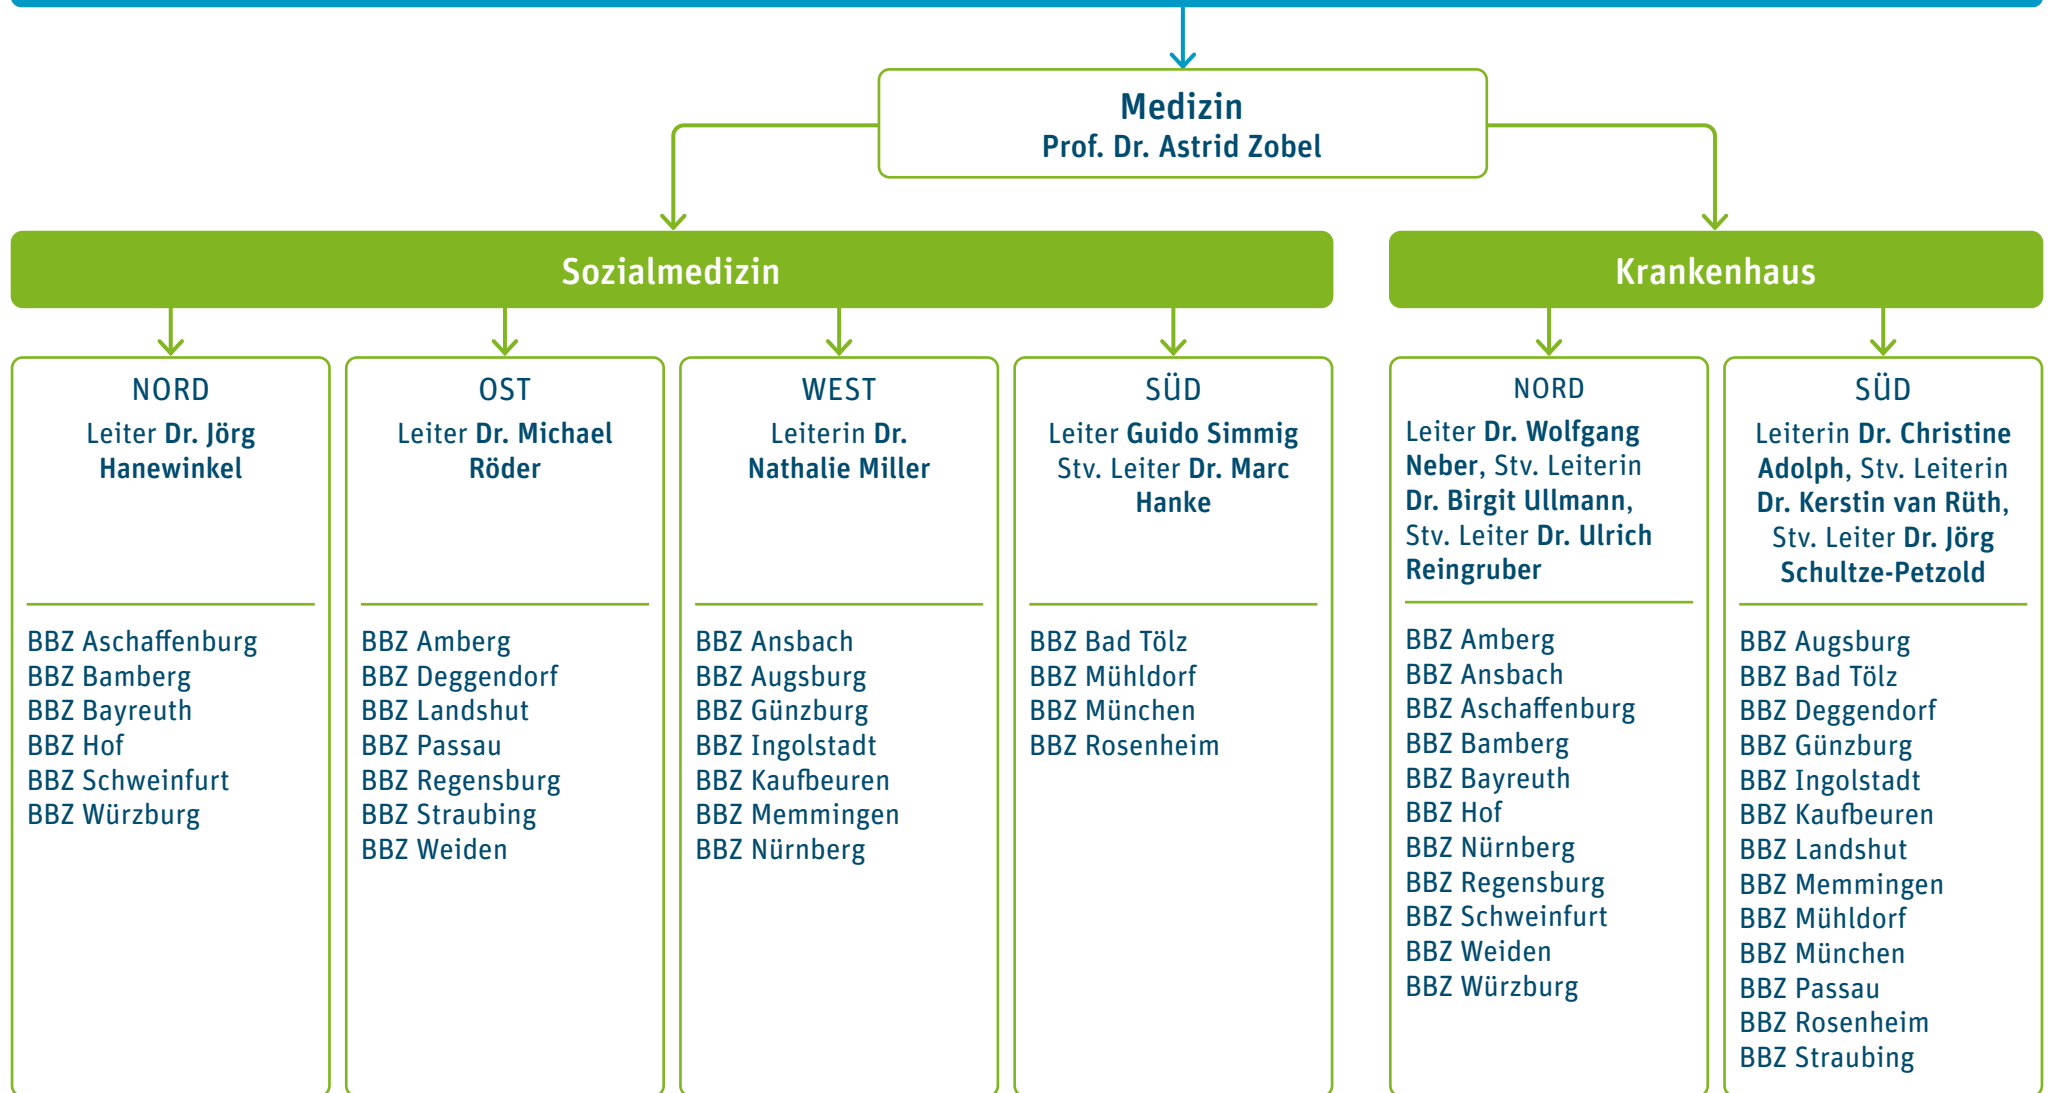 Medizin
Prof. Dr. Astrid Zobel
Sozialmedizin
NORD
Leiter Dr. Jörg
Hanewinkel
BBZ Aschaffenburg
BBZ Bamberg
BBZ Bayreuth
BBZ Hof
BBZ Schweinfurt
BBZ Würzburg
OST
Leiter Dr. Michael
Röder
BBZ Amberg
BBZ Deggendorf
BBZ Landshut
BBZ Passau
BBZ Regensburg
BBZ Straubing
BBZ Weiden
WEST
Leiterin Dr.
Nathalie Miller
BBZ Ansbach
BBZ Augsburg
BBZ Günzburg
BBZ Ingolstadt
BBZ Kaufbeuren
BBZ Memmingen
BBZ Nürnberg
SÜD
Leiter Guido Simmig
Stv. Leiter Dr. Marc
Hanke
BBZ Bad Tölz
BBZ Mühldorf
BBZ München
BBZ Rosenheim
Krankenhaus
NORD
Leiter Dr. Wolfgang
Neber, Stv. Leiterin
Dr. Birgit Ullmann,
Stv. Leiter Dr. Ulrich
Reingruber
BBZ Amberg
BBZ Ansbach
BBZ Aschaffenburg
BBZ Bamberg
BBZ Bayreuth
BBZ Hof
BBZ Nürnberg
BBZ Regensburg
BBZ Schweinfurt
BBZ Weiden
BBZ Würzburg
SÜD
Leiterin Dr. Christine
Adolph, Stv. Leiterin
Dr. Kerstin van Rüth,
Stv. Leiter Dr. Jörg
Schultze-Petzold
BBZ Augsburg
BBZ Bad Tölz
BBZ Deggendorf
BBZ Günzburg
BBZ Ingolstadt
BBZ Kaufbeuren
BBZ Landshut
BBZ Memmingen
BBZ Mühldorf
BBZ München
BBZ Passau
BBZ Rosenheim
BBZ Straubing